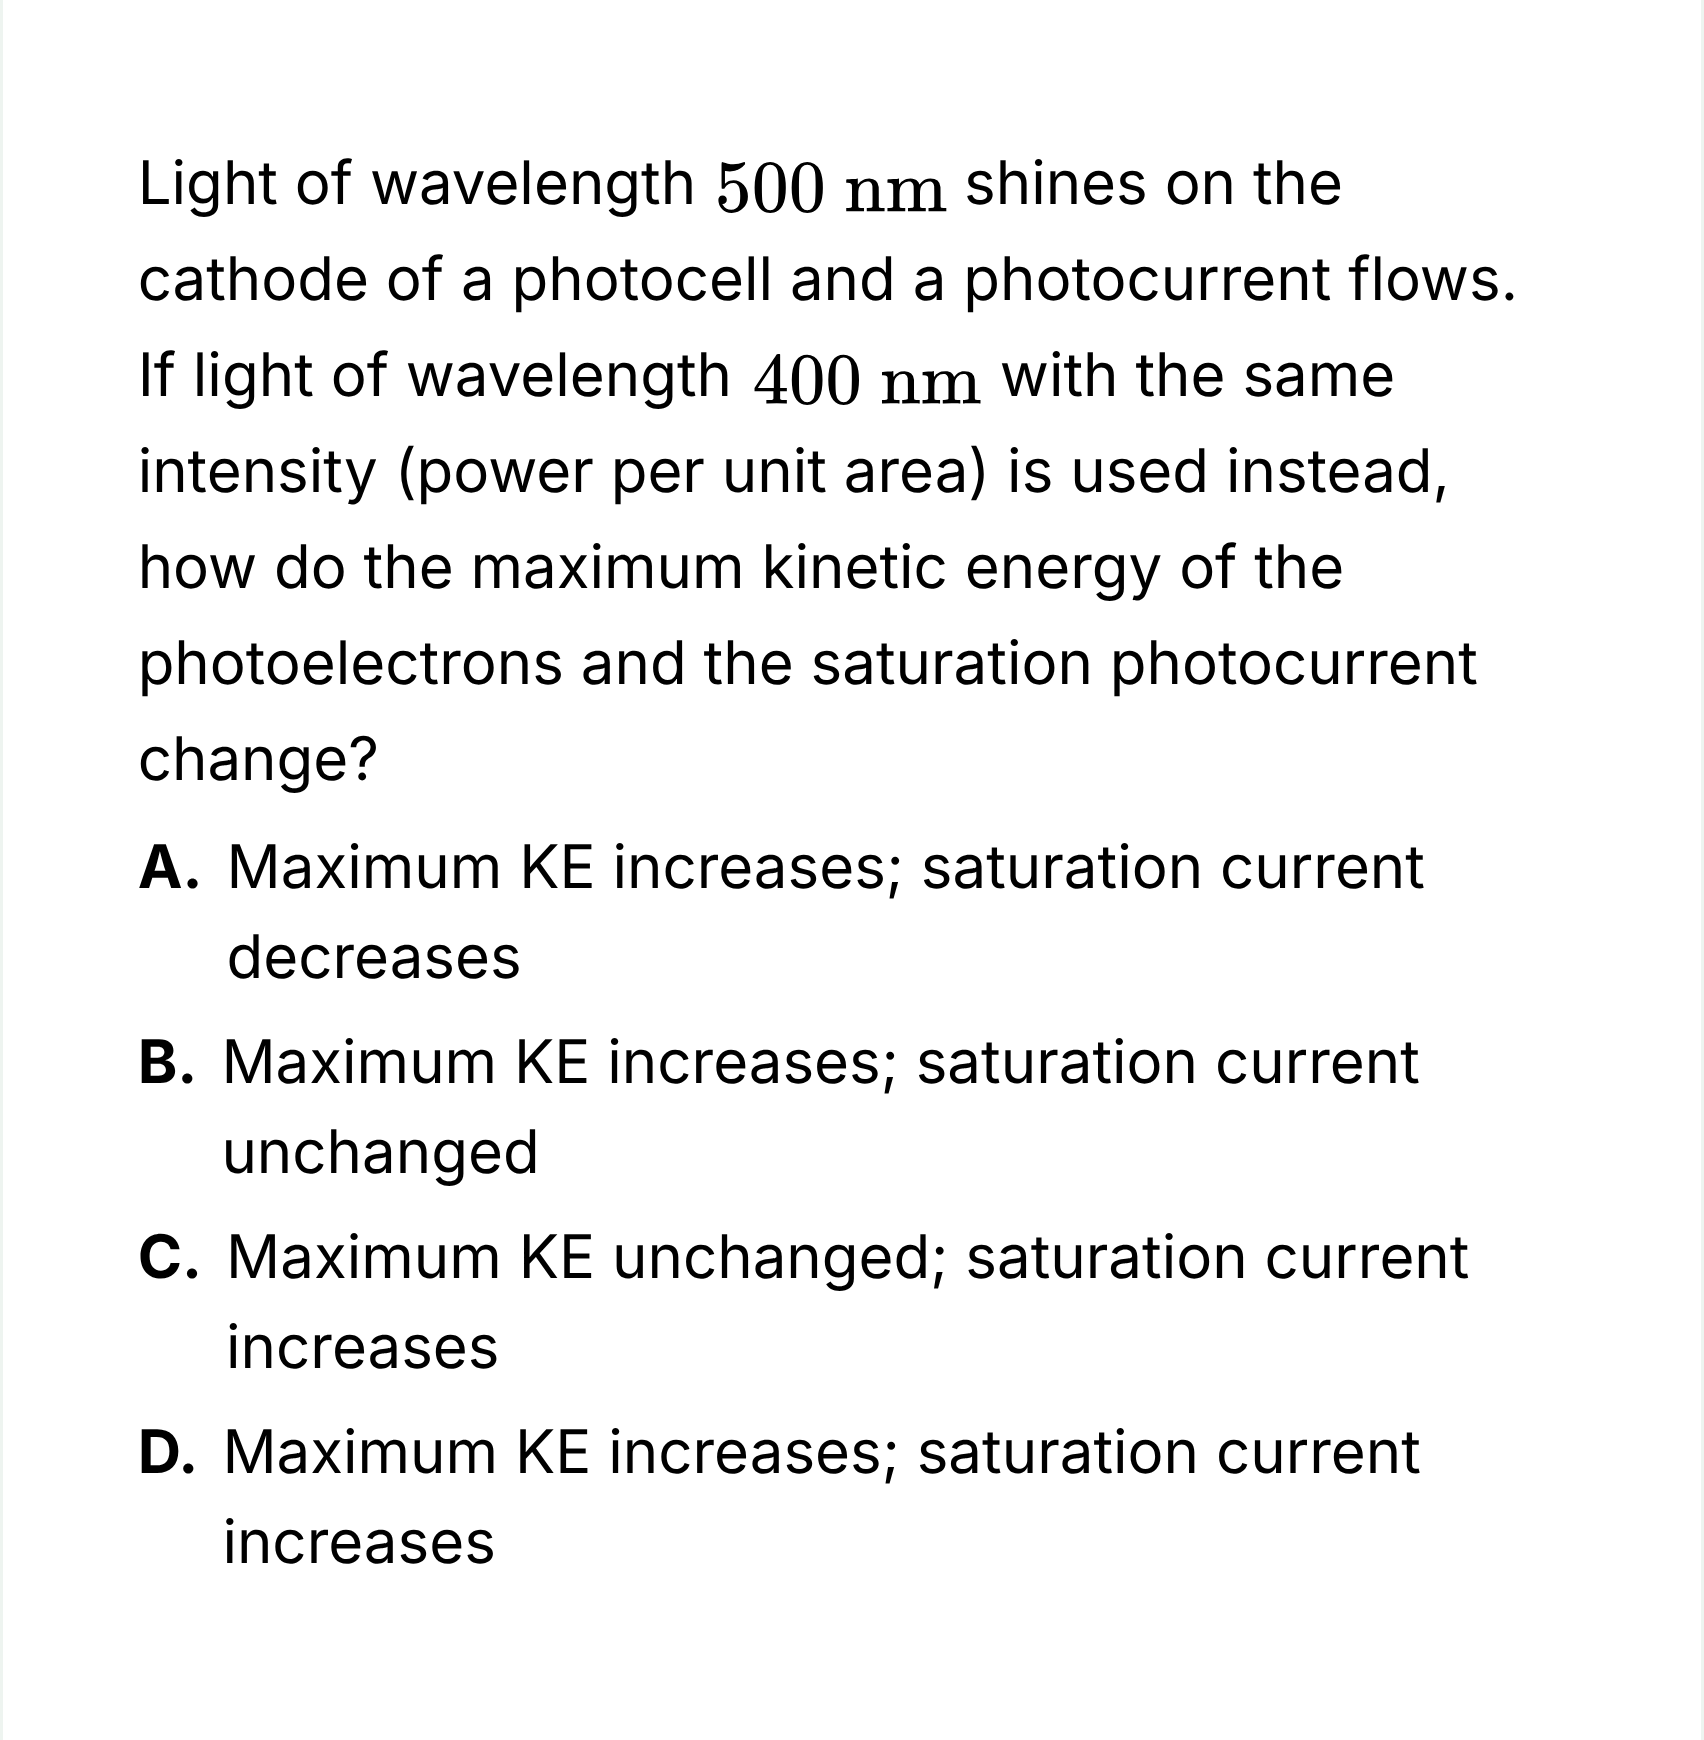 Light of wavelength 500 nm shines on the
cathode of a photocell and a photocurrent flows.
If light of wavelength 400 nm with the same
intensity (power per unit area) is used instead,
how do the maximum kinetic energy of the
photoelectrons and the saturation photocurrent
change?
A. Maximum KE increases; saturation current
decreases
B. Maximum KE increases; saturation current
unchanged
C. Maximum KE unchanged; saturation current
increases
D. Maximum KE increases; saturation current
increases